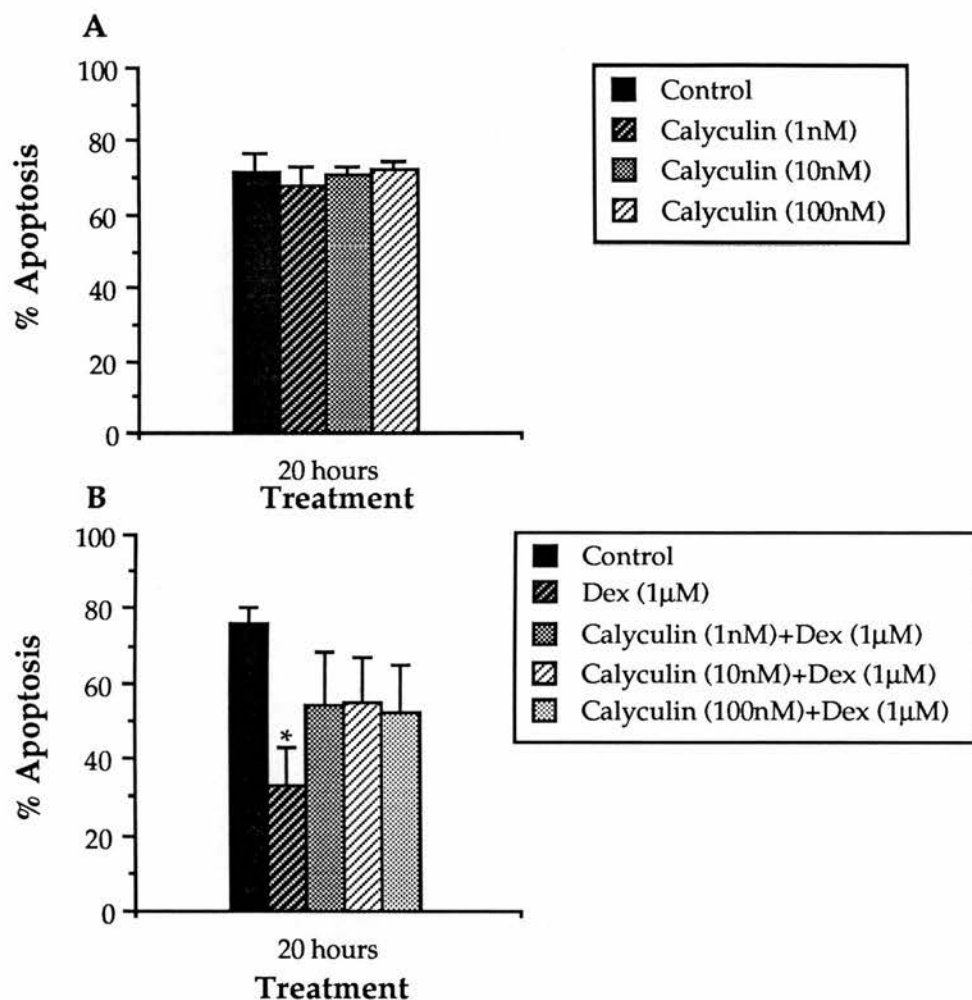 A
100
80
60
40
20
0
% Apoptosis
20 hours
Treatment
Control
Calyculin (1nM)
Calyculin (10nM)
Calyculin (100nM)
B
100
80
60
40
20
0
% Apoptosis
*
20 hours
Treatment
Control
Dex (1µM)
Calyculin (1nM)+Dex (1µM)
Calyculin (10nM)+Dex (1µM)
Calyculin (100nM)+Dex (1µM)